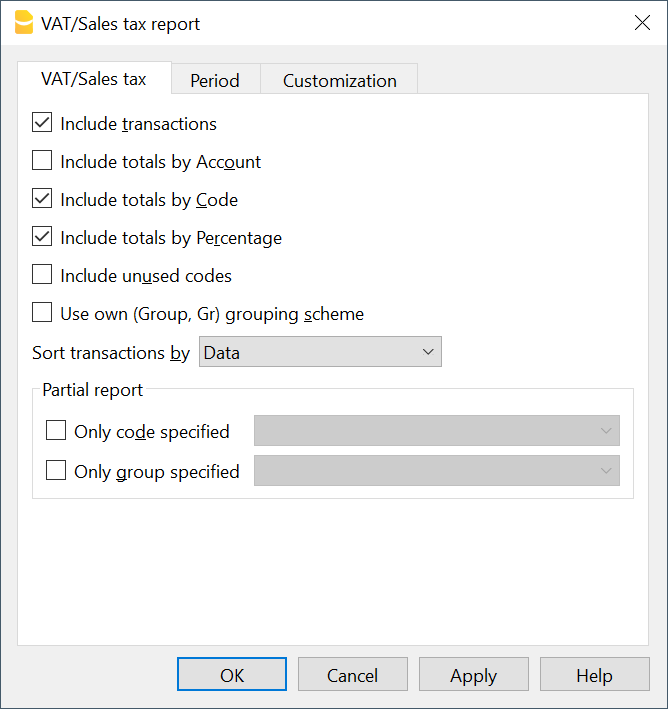 VAT/Sales tax report
VAT/Sales tax Period Customization
Include transactions
Include totals by Account
Include totals by Code
Include totals by Percentage
Include unused codes
Use own (Group, Gr) grouping scheme
Sort transactions by Data
Partial report
Only code specified
Only group specified
OK Cancel Apply Help